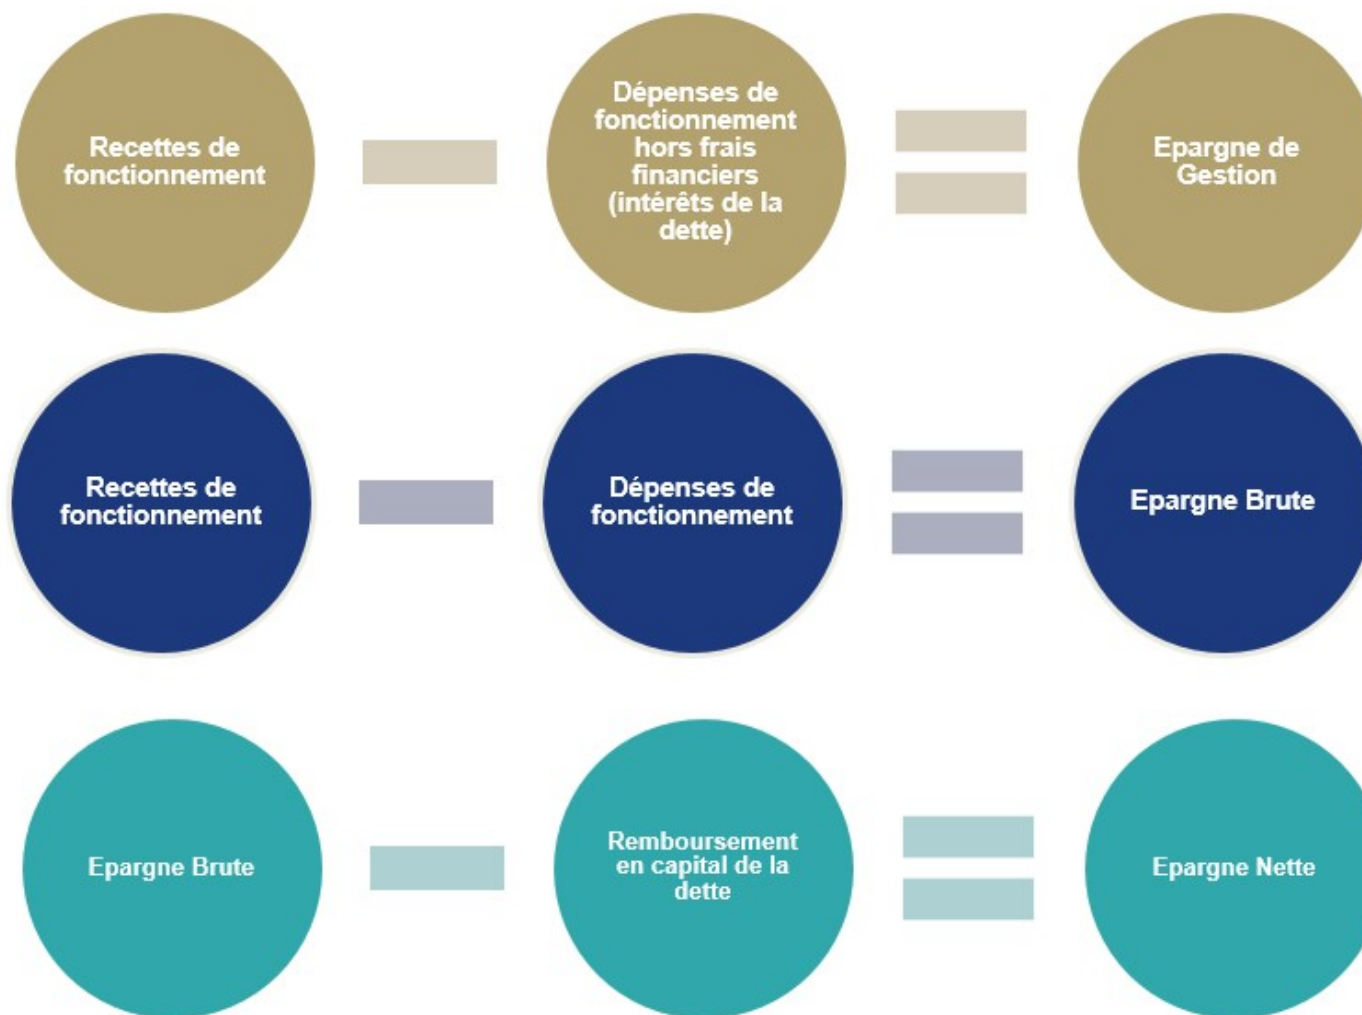 Recettes de
fonctionnement
Dépenses de
fonctionnement
hors frais
financiers
(intérêts de la
dette)
Epargne de
Gestion
Recettes de
fonctionnement
Dépenses de
fonctionnement
Epargne Brute
Epargne Brute
Remboursement
en capital de la
dette
Epargne Nette